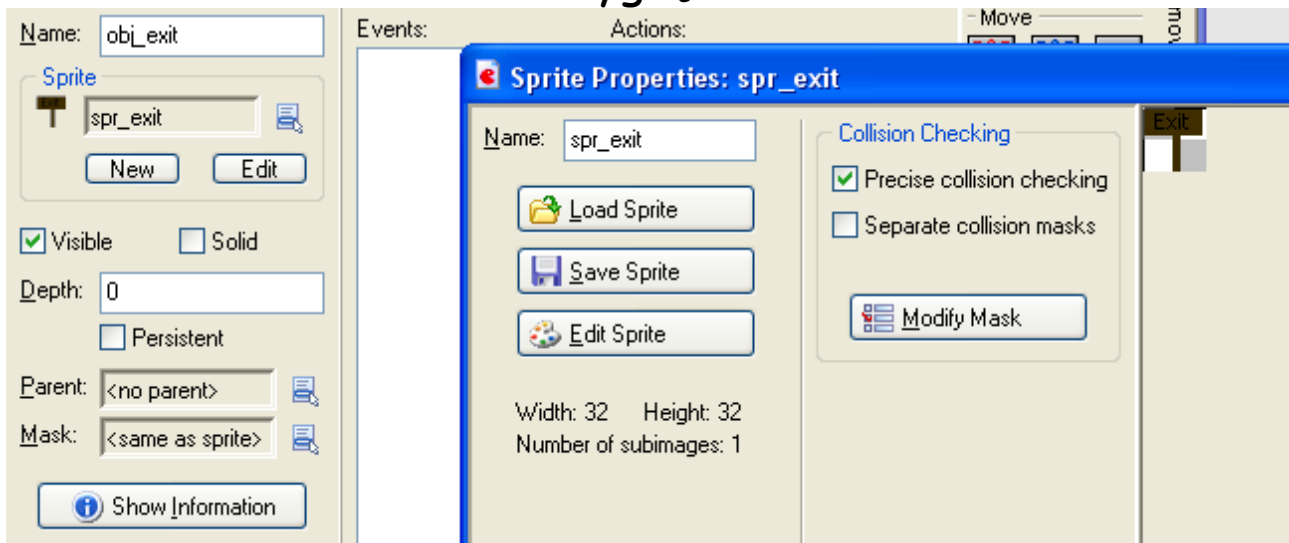 Name: obj_exit
Sprite
spr_exit
New Edit
Visible Solid
Depth: 0
Persistent
Parent: <no parent>
Mask: <same as sprite>
Show Information
Events: Actions:
Move
Sprite Properties: spr_exit
Name: spr_exit
Load Sprite
Save Sprite
Edit Sprite
Width: 32 Height: 32
Number of subimages: 1
Collision Checking
Precise collision checking
Separate collision masks
Modify Mask
Exit